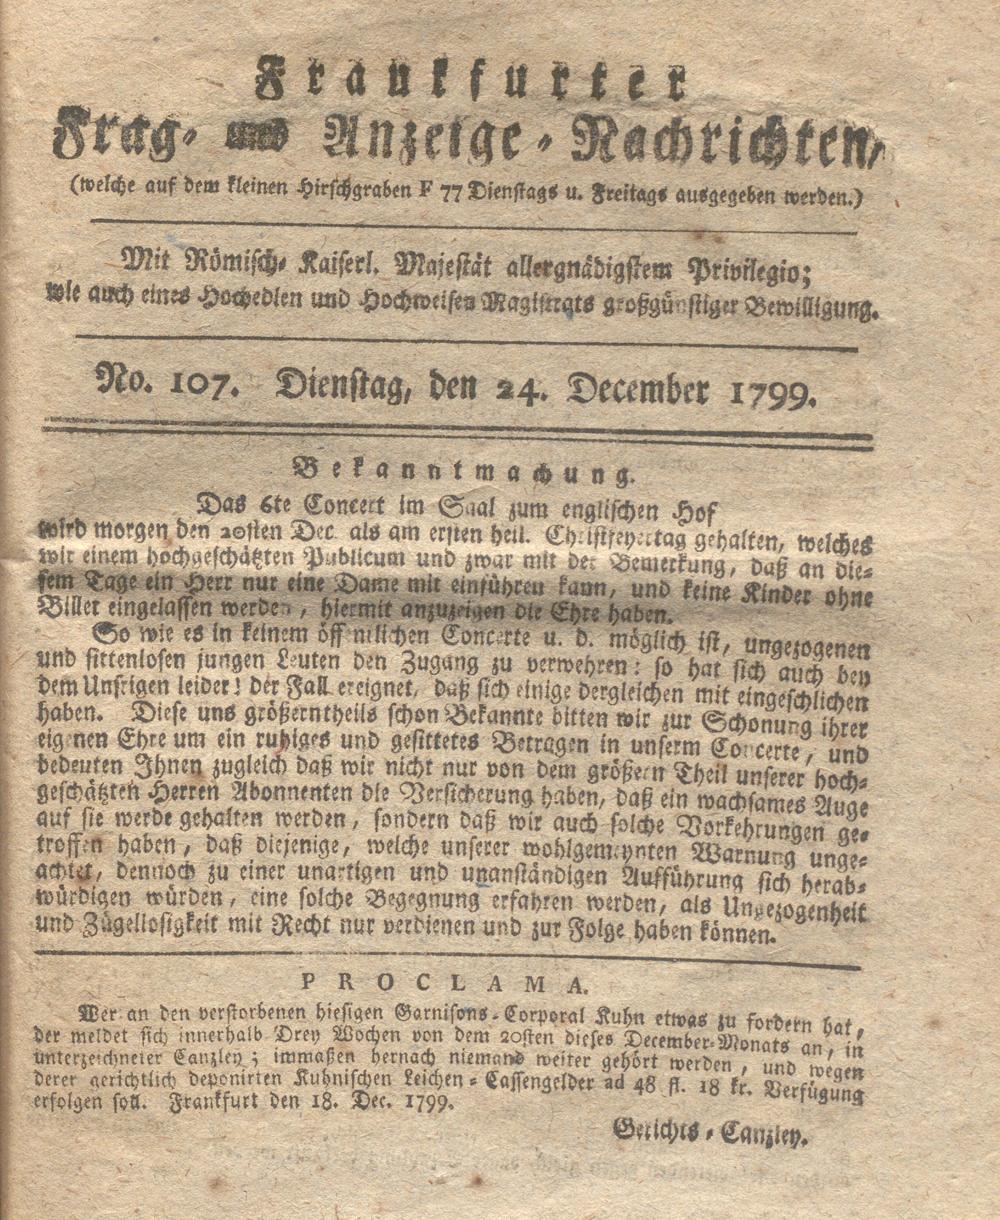 Frankfurter
Frag- und Anzeige-Nachrichten,
(welche auf dem kleinen Hirschgraben F 77 Dienstags u. Freitags ausgegeben werden.)
Mit Römisch- Kaiserl. Majestät allergnädigstem Privilegio;
wie auch eines Hochedlen und Hochweisen Magistrats großgünstiger Bewilligung.
No. 107. Dienstag, den 24. December 1799.
Bekanntmachung.
Das 6te Concert im Saal zum englischen Hof
wird morgen den 20sten Dec. als am ersten heil. Christfeyertag gehalten, welches
wir einem hochgeschätzten Publicum und zwar mit der Bemerkung, daß an die-
sem Tage ein Herr nur eine Dame mit einführen kann, und keine Kinder ohne
Billet eingelassen werden, hiermit anzuzeigen die Ehre haben.
So wie es in keinem öffentlichen Concerte u. d. möglich ist, ungezogenen
und sittenlosen jungen Leuten den Zugang zu verwehren: so hat sich auch bey
dem Unsrigen leider! der Fall ereignet, daß sich einige dergleichen mit eingeschlichen
haben. Diese uns größerntheils schon Bekannte bitten wir zur Schonung ihrer
eigenen Ehre um ein ruhiges und gesittetes Betragen in unserm Concerte, und
bedeuten Ihnen zugleich daß wir nicht nur von dem größern Theil unserer hoch-
geschätzten Herren Abonnenten die Versicherung haben, daß ein wachsames Auge
auf sie werde gehalten werden, sondern daß wir auch solche Vorkehrungen ge-
troffen haben, daß diejenige, welche unserer wohlgemeynten Warnung unge-
achtet, dennoch zu einer unartigen und unanständigen Aufführung sich herab-
würdigen würden, eine solche Begegnung erfahren werden, als Ungezogenheit
und Zügellosigkeit mit Recht nur verdienen und zur Folge haben können.
PROCLAMA.
Wer an den verstorbenen hiesigen Garnisons-Corporal Kuhn etwas zu fordern hat,
der meldet sich innerhalb Drey Wochen von dem 20sten dieses December-Monats an, in
unterzeichneter Canzley; immaßen hernach niemand weiter gehört werden, und wegen
derer gerichtlich deponirten Kuhnischen Leichen-Cassengelder ad 48 fl. 18 kr. Verfügung
erfolgen soll. Frankfurt den 18. Dec. 1799.
Gerichts-Canzley.